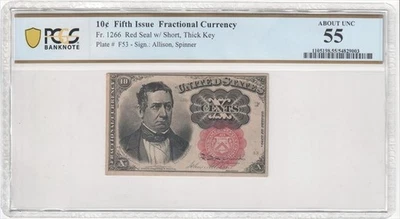 PCGS
BANKNOTE
10¢ Fifth Issue Fractional Currency
Fr. 1266 Red Seal w/ Short, Thick Key
Plate # F53 - Sign.: Allison, Spinner
ABOUT UNC
55
UNITED STATES
10
X
CENTS
X
X